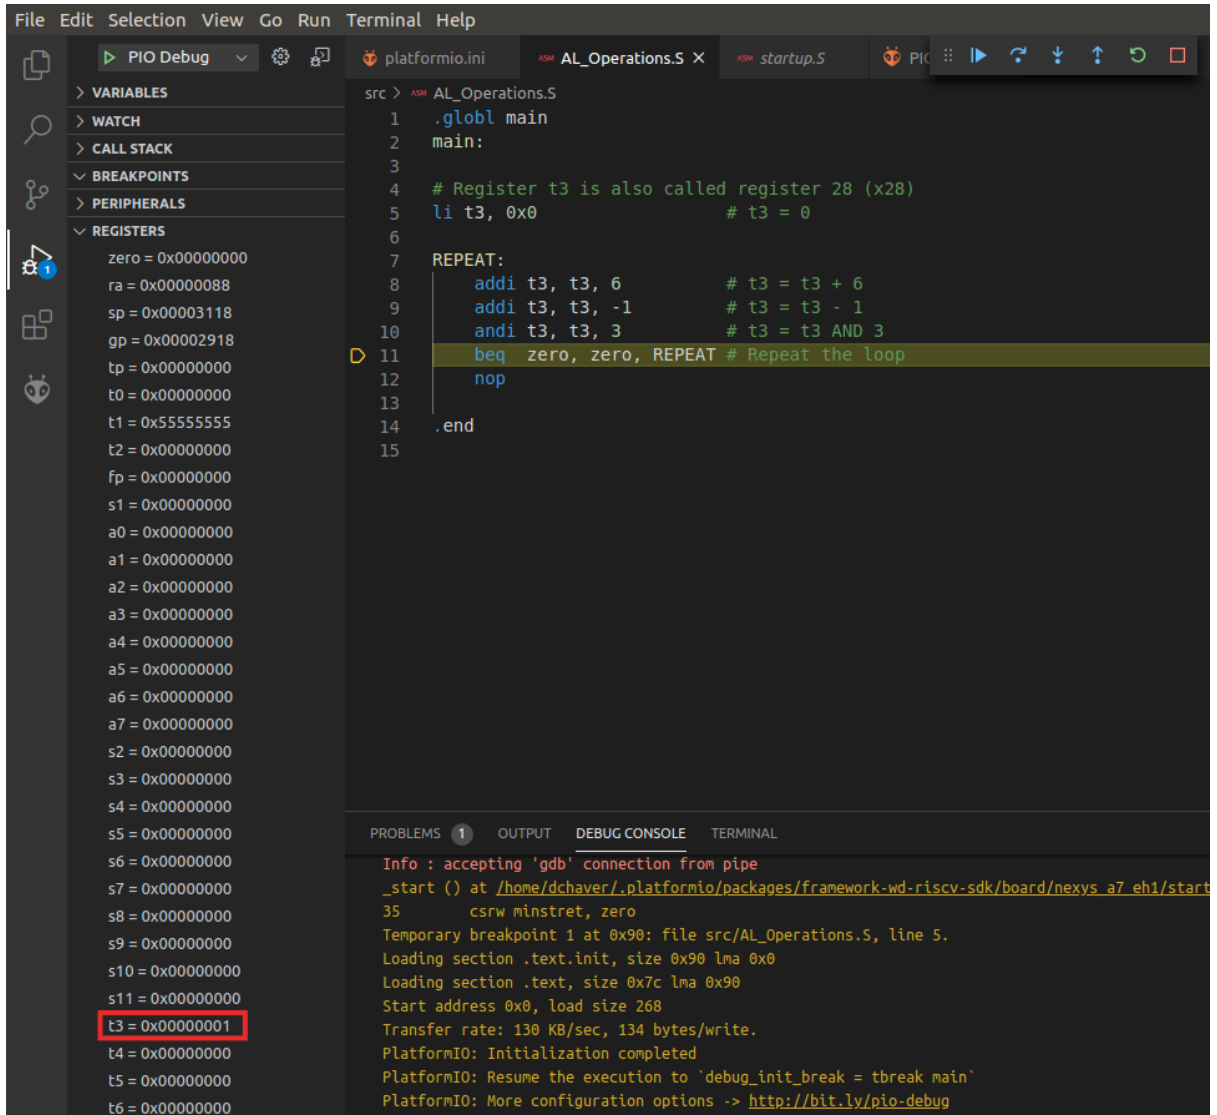 File Edit Selection View Go Run Terminal Help
PIO Debug
platformio.ini
ASM AL_Operations.S
ASM startup.S
VARIABLES
WATCH
CALL STACK
BREAKPOINTS
PERIPHERALS
REGISTERS
zero = 0x00000000
ra = 0x00000088
sp = 0x00003118
gp = 0x00002918
tp = 0x00000000
t0 = 0x00000000
t1 = 0x55555555
t2 = 0x00000000
fp = 0x00000000
s1 = 0x00000000
a0 = 0x00000000
a1 = 0x00000000
a2 = 0x00000000
a3 = 0x00000000
a4 = 0x00000000
a5 = 0x00000000
a6 = 0x00000000
a7 = 0x00000000
s2 = 0x00000000
s3 = 0x00000000
s4 = 0x00000000
s5 = 0x00000000
s6 = 0x00000000
s7 = 0x00000000
s8 = 0x00000000
s9 = 0x00000000
s10 = 0x00000000
s11 = 0x00000000
t3 = 0x00000001
t4 = 0x00000000
t5 = 0x00000000
t6 = 0x00000000
1
src > ASM AL_Operations.S
1 .globl main
2 main:
3
4 # Register t3 is also called register 28 (x28)
5 li t3, 0x0 # t3 = 0
6
7 REPEAT:
8 addi t3, t3, 6 # t3 = t3 + 6
9 addi t3, t3, -1 # t3 = t3 - 1
10 andi t3, t3, 3 # t3 = t3 AND 3
11 beq zero, zero, REPEAT # Repeat the loop
12 nop
13
14 .end
15
PROBLEMS 1 OUTPUT DEBUG CONSOLE TERMINAL
Info : accepting 'gdb' connection from pipe
_start () at /home/dchaver/.platformio/packages/framework-wd-riscv-sdk/board/nexys_a7_eh1/start
35 csrw minstret, zero
Temporary breakpoint 1 at 0x90: file src/AL_Operations.S, line 5.
Loading section .text.init, size 0x90 lma 0x0
Loading section .text, size 0x7c lma 0x90
Start address 0x0, load size 268
Transfer rate: 130 KB/sec, 134 bytes/write.
PlatformIO: Initialization completed
PlatformIO: Resume the execution to `debug_init_break = tbreak main`
PlatformIO: More configuration options -> http://bit.ly/pio-debug